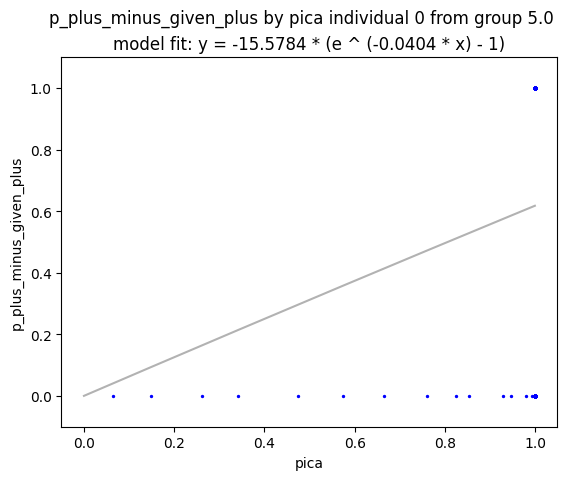 p_plus_minus_given_plus by pica individual 0 from group 5.0
model fit: y = -15.5784 * (e ^ (-0.0404 * x) - 1)
p_plus_minus_given_plus
1.0
0.8
0.6
0.4
0.2
0.0
0.0 0.2 0.4 0.6 0.8 1.0
pica